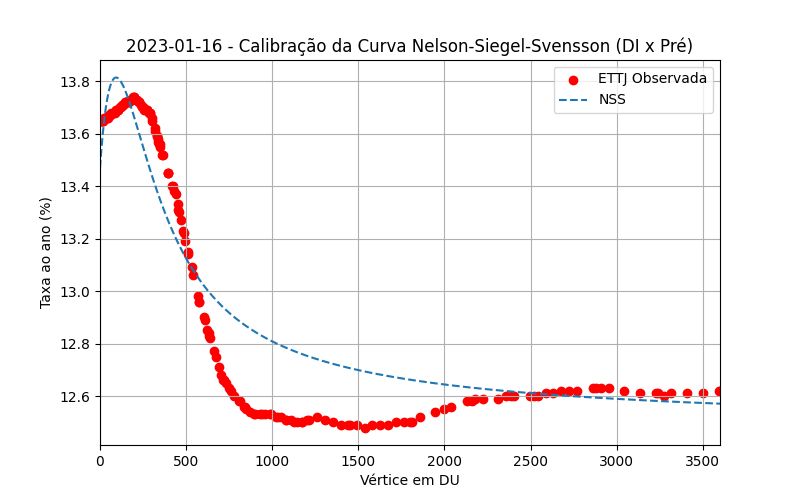 2023-01-16 - Calibração da Curva Nelson-Siegel-Svensson (DI x Pré)
ETTJ Observada
NSS
Taxa ao ano (%)
13.8
13.6
13.4
13.2
13.0
12.8
12.6
0 500 1000 1500 2000 2500 3000 3500
Vértice em DU